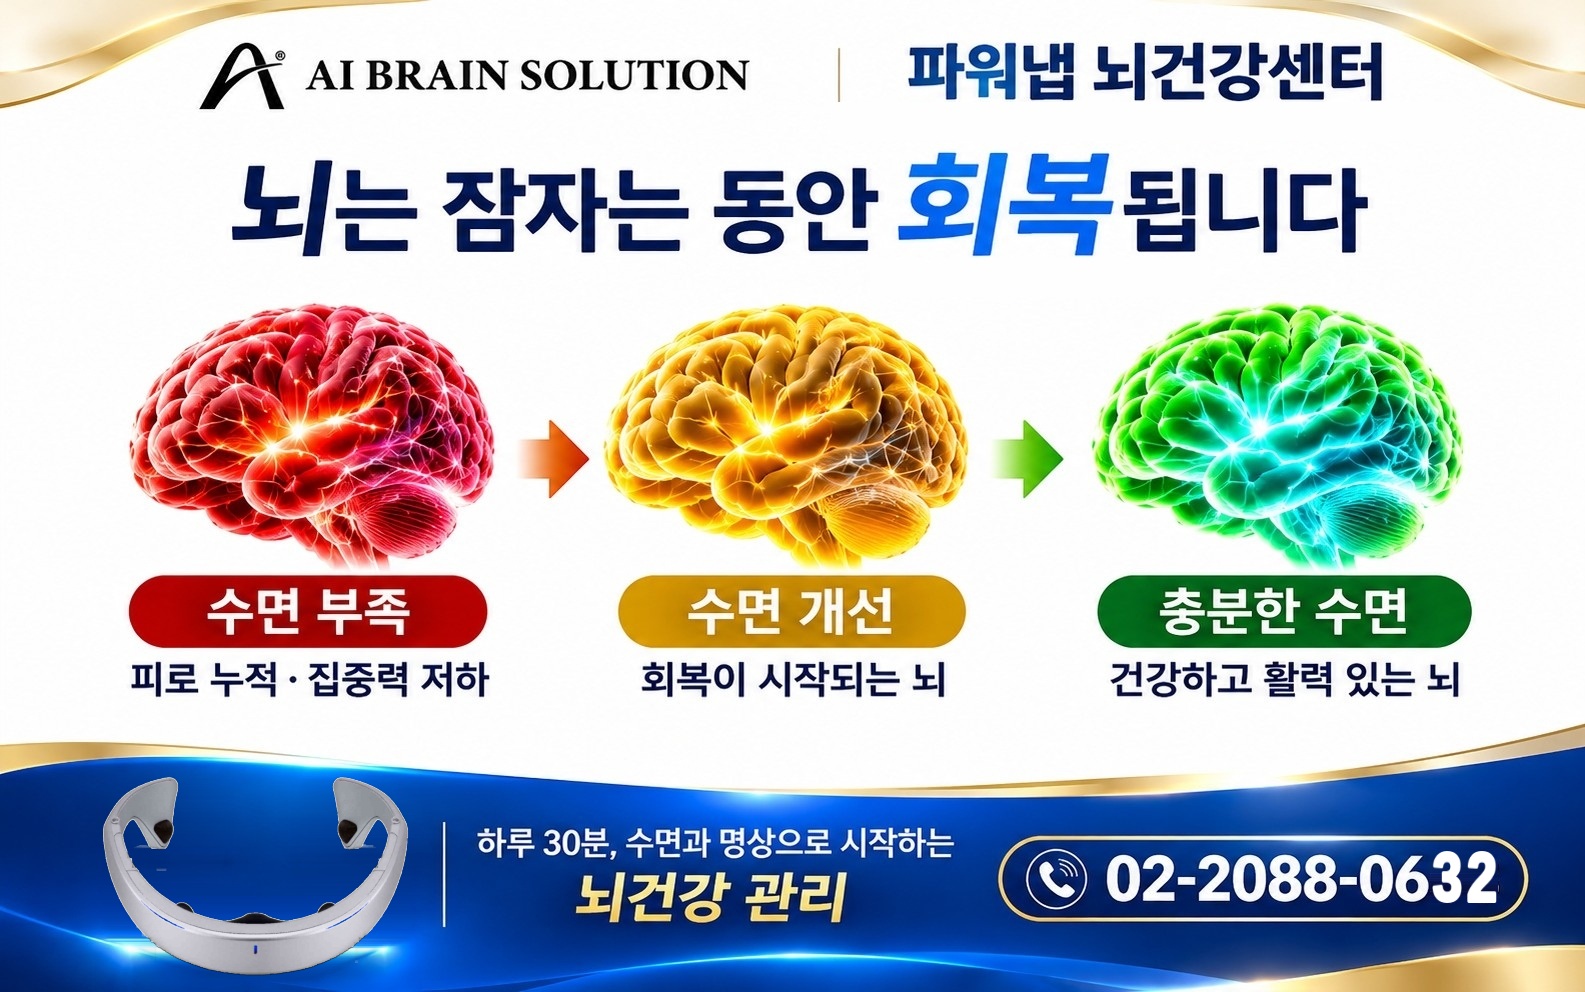 AI BRAIN SOLUTION
파워냅 뇌건강센터
뇌는 잠자는 동안 회복됩니다
수면 부족
피로 누적 · 집중력 저하
수면 개선
회복이 시작되는 뇌
충분한 수면
건강하고 활력 있는 뇌
하루 30분, 수면과 명상으로 시작하는
뇌건강 관리
02-2088-0632